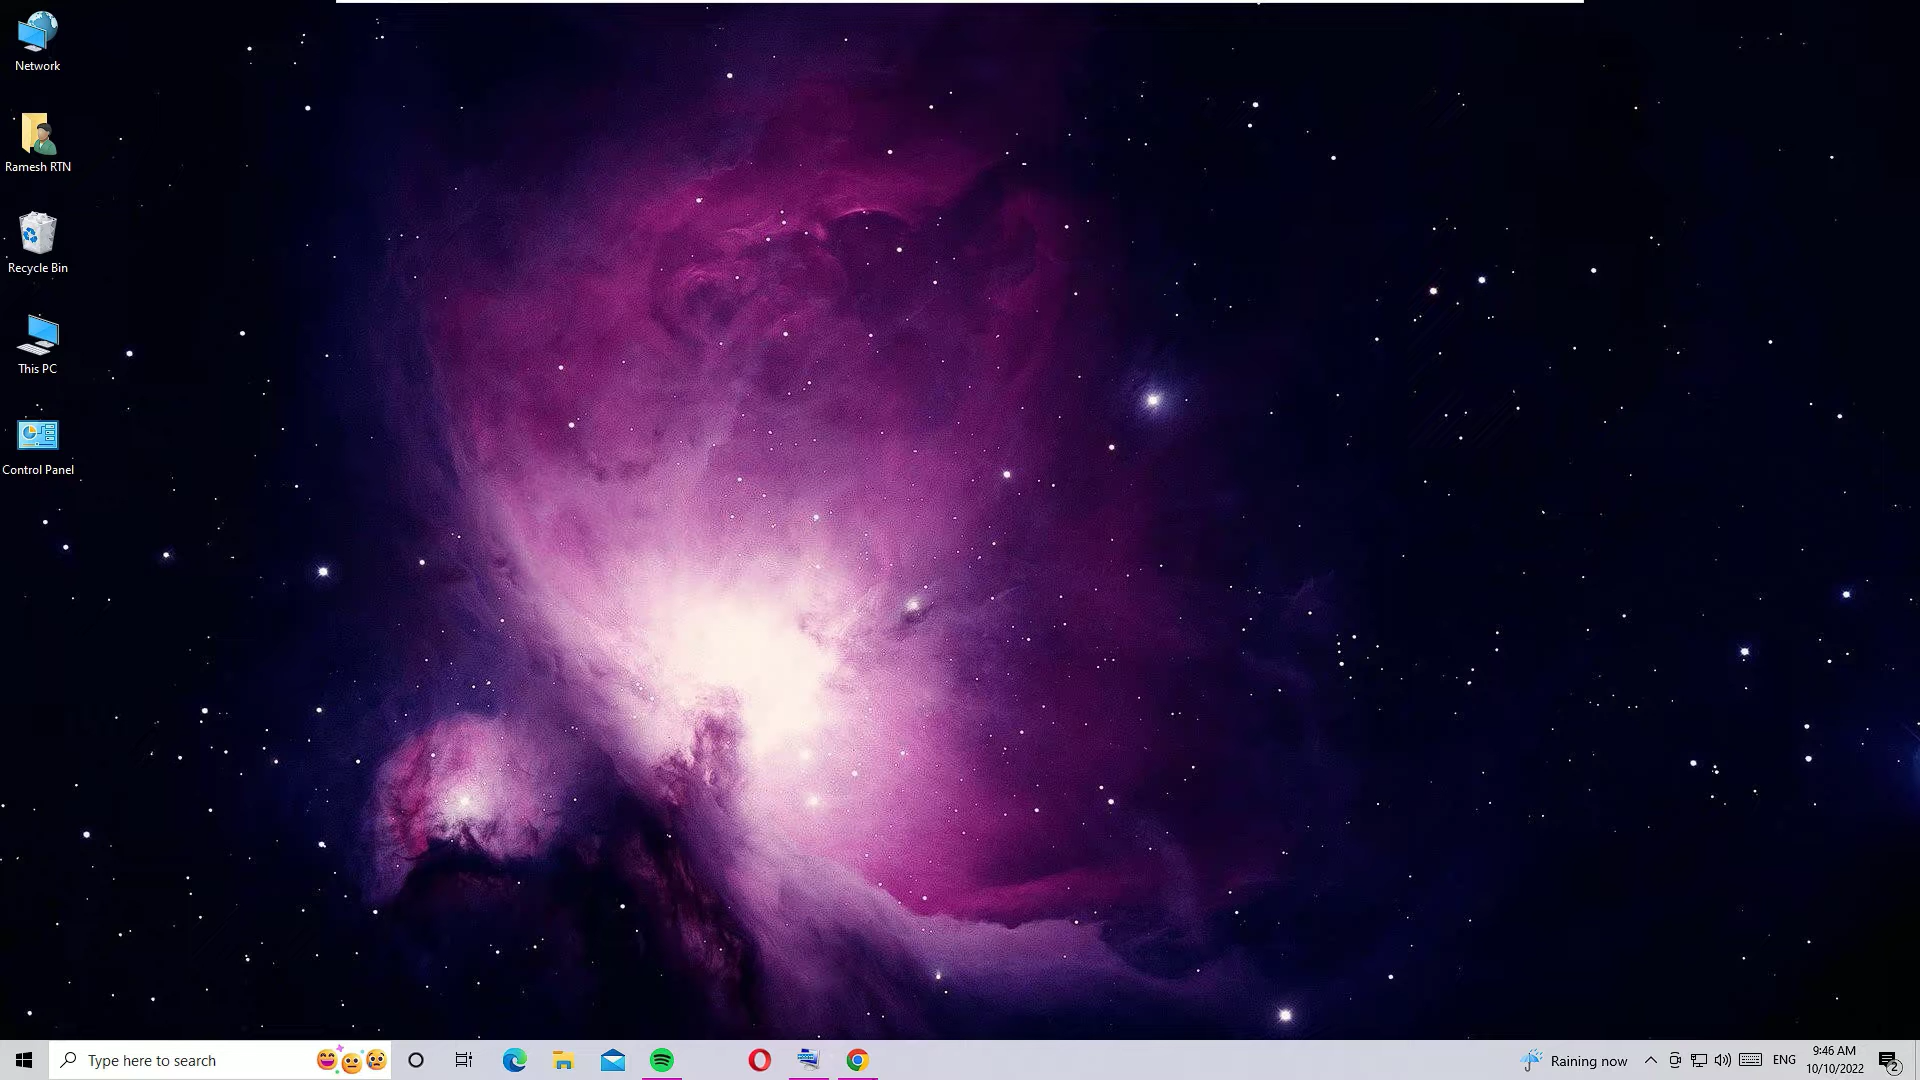 Network
Ramesh RTN
Recycle Bin
This PC
Control Panel
Type here to search
Raining now
ENG
9:46 AM
10/10/2022
2